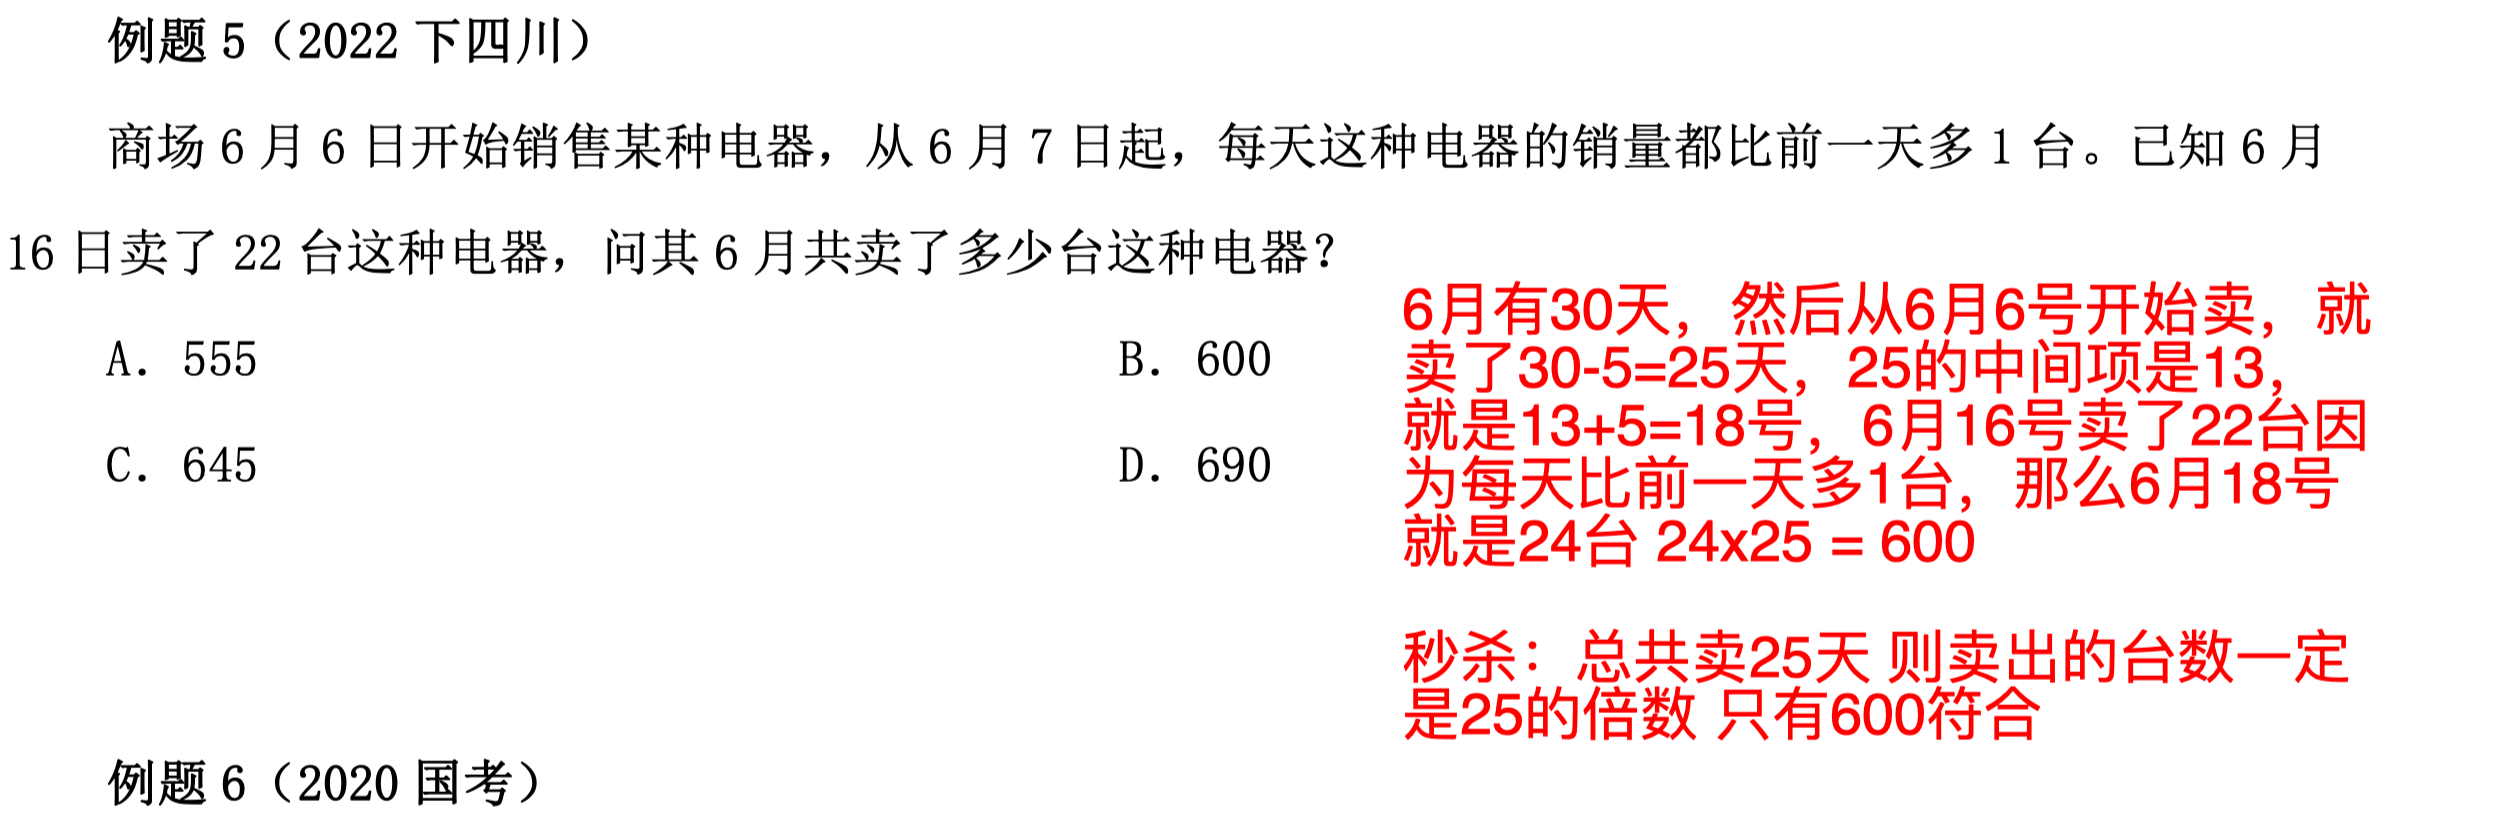 例题 5（2022 下四川）
商场 6 月 6 日开始销售某种电器，从 6 月 7 日起，每天这种电器的销量都比前一天多 1 台。已知 6 月
16 日卖了 22 台这种电器，问其 6 月共卖了多少台这种电器？
A. 555
B. 600
C. 645
D. 690
6月有30天，然后从6月6号开始卖，就
卖了30-5=25天，25的中间项是13，
就是13+5=18号，6月16号卖了22台因
为每天比前一天多1台，那么6月18号
就是24台 24x25 = 600
秒杀：总共卖25天则卖出的台数一定
是25的倍数 只有600符合
例题 6（2020 国考）